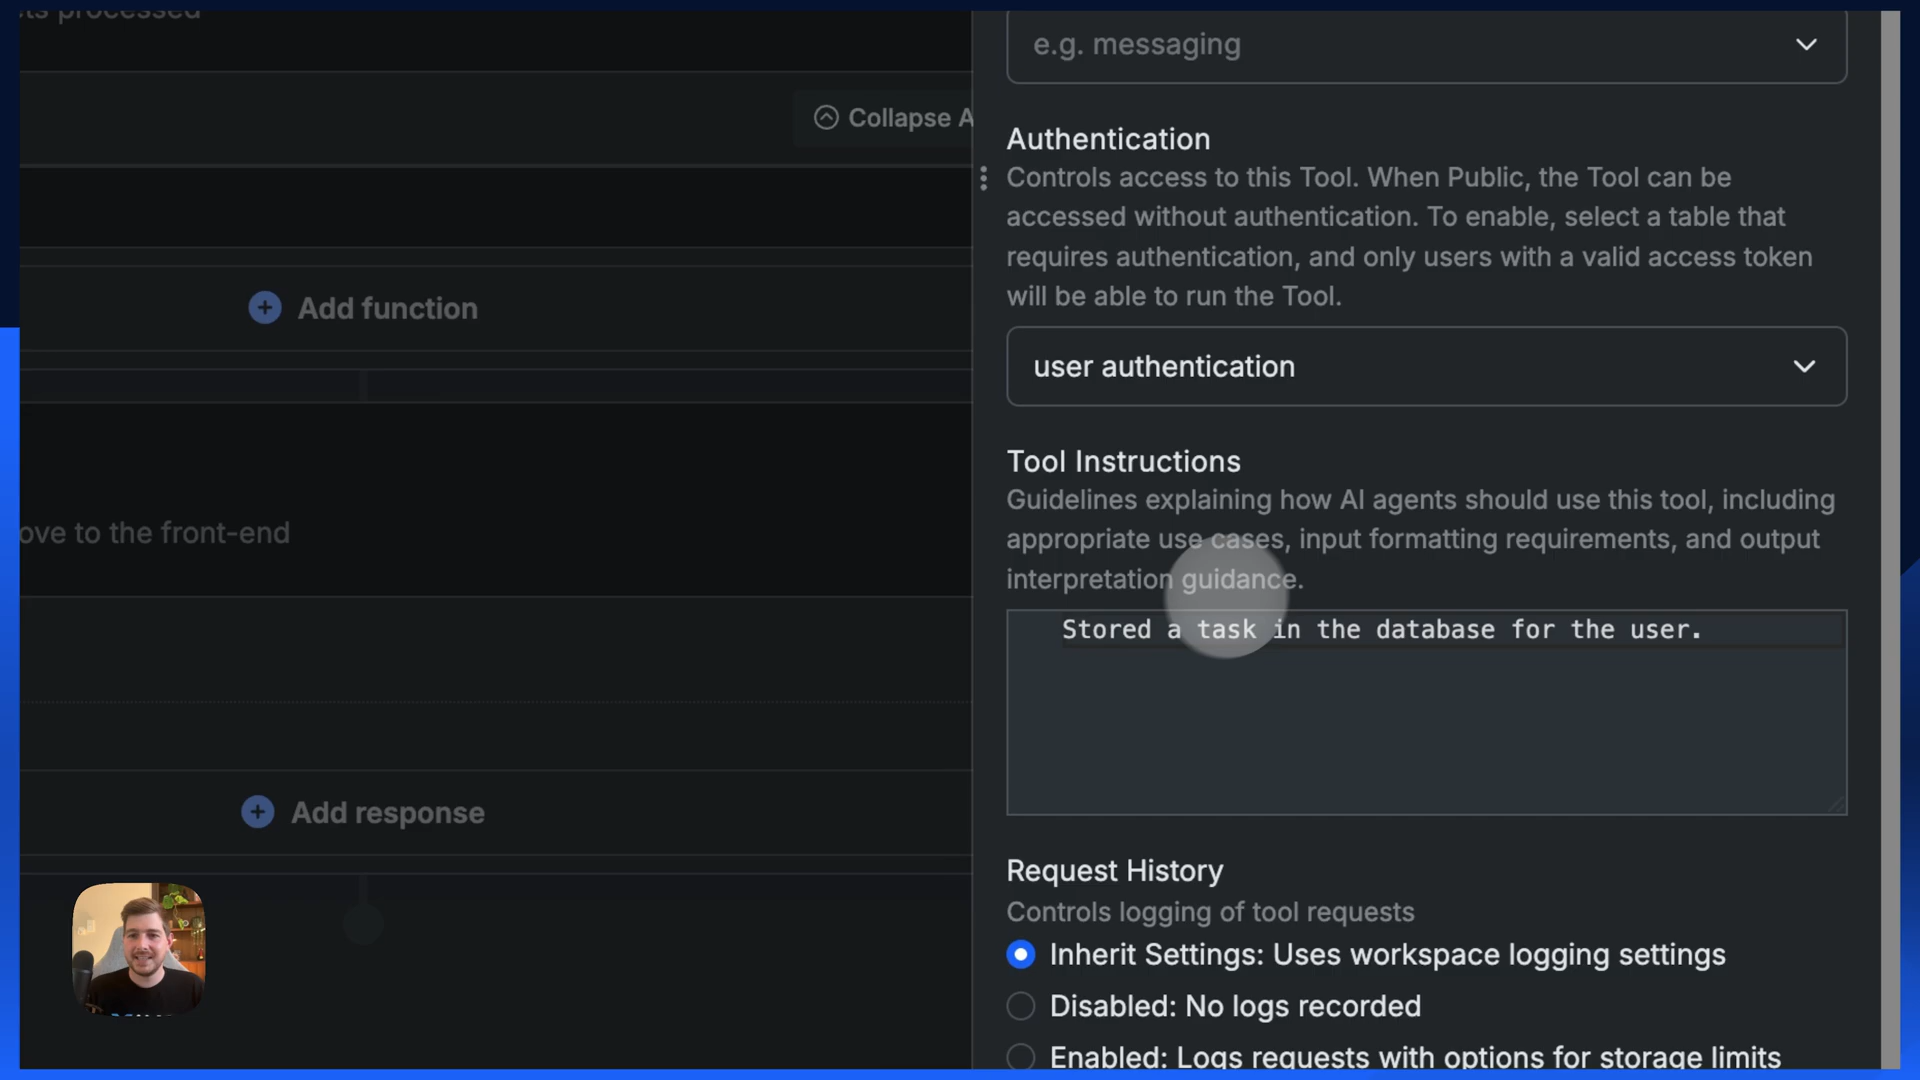 processed
e.g. messaging
Collapse A
Authentication
Controls access to this Tool. When Public, the Tool can be
accessed without authentication. To enable, select a table that
requires authentication, and only users with a valid access token
will be able to run the Tool.
Add function
user authentication
Tool Instructions
Guidelines explaining how AI agents should use this tool, including
appropriate use cases, input formatting requirements, and output
interpretation guidance.
ove to the front-end
Stored a task in the database for the user.
Add response
Request History
Controls logging of tool requests
Inherit Settings: Uses workspace logging settings
Disabled: No logs recorded
Enabled: Logs requests with options for storage limits